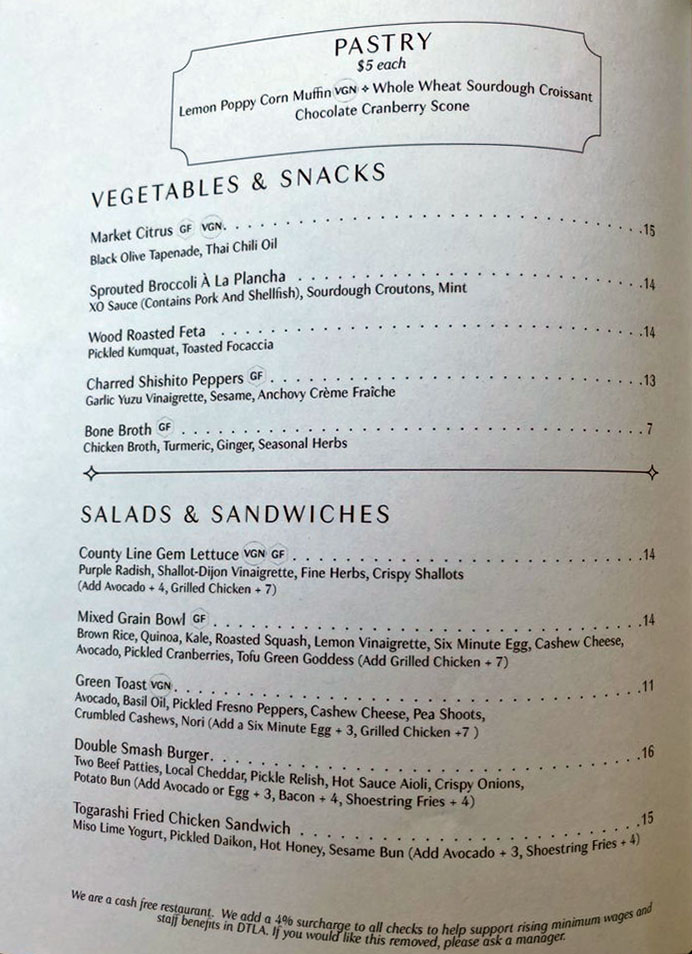 PASTRY
$5 each
Lemon Poppy Corn Muffin VGN ✧ Whole Wheat Sourdough Croissant
Chocolate Cranberry Scone
VEGETABLES & SNACKS
Market Citrus GF VGN. . . . . . . . . . . . . . . . . . . . . . . . . . . . . . . .15
Black Olive Tapenade, Thai Chili Oil
Sprouted Broccoli À La Plancha . . . . . . . . . . . . . . . . . . . . . . . . . .14
XO Sauce (Contains Pork And Shellfish), Sourdough Croutons, Mint
Wood Roasted Feta . . . . . . . . . . . . . . . . . . . . . . . . . . . . . . . .14
Pickled Kumquat, Toasted Focaccia
Charred Shishito Peppers GF . . . . . . . . . . . . . . . . . . . . . . . . . . . .13
Garlic Yuzu Vinaigrette, Sesame, Anchovy Crème Fraîche
Bone Broth GF . . . . . . . . . . . . . . . . . . . . . . . . . . . . . . . . . . . 7
Chicken Broth, Turmeric, Ginger, Seasonal Herbs
SALADS & SANDWICHES
County Line Gem Lettuce VGN GF . . . . . . . . . . . . . . . . . . . . . . . . .14
Purple Radish, Shallot-Dijon Vinaigrette, Fine Herbs, Crispy Shallots
(Add Avocado + 4, Grilled Chicken + 7)
Mixed Grain Bowl GF . . . . . . . . . . . . . . . . . . . . . . . . . . . . . . .14
Brown Rice, Quinoa, Kale, Roasted Squash, Lemon Vinaigrette, Six Minute Egg, Cashew Cheese,
Avocado, Pickled Cranberries, Tofu Green Goddess (Add Grilled Chicken + 7)
Green Toast VGN . . . . . . . . . . . . . . . . . . . . . . . . . . . . . . . . .11
Avocado, Basil Oil, Pickled Fresno Peppers, Cashew Cheese, Pea Shoots,
Crumbled Cashews, Nori (Add a Six Minute Egg + 3, Grilled Chicken +7 )
Double Smash Burger. . . . . . . . . . . . . . . . . . . . . . . . . . . . . . .16
Two Beef Patties, Local Cheddar, Pickle Relish, Hot Sauce Aioli, Crispy Onions,
Potato Bun (Add Avocado or Egg + 3, Bacon + 4, Shoestring Fries + 4)
Togarashi Fried Chicken Sandwich . . . . . . . . . . . . . . . . . . . . . . . .15
Miso Lime Yogurt, Pickled Daikon, Hot Honey, Sesame Bun (Add Avocado + 3, Shoestring Fries + 4)
We are a cash free restaurant. We add a 4% surcharge to all checks to help support rising minimum wages and
staff benefits in DTLA. If you would like this removed, please ask a manager.